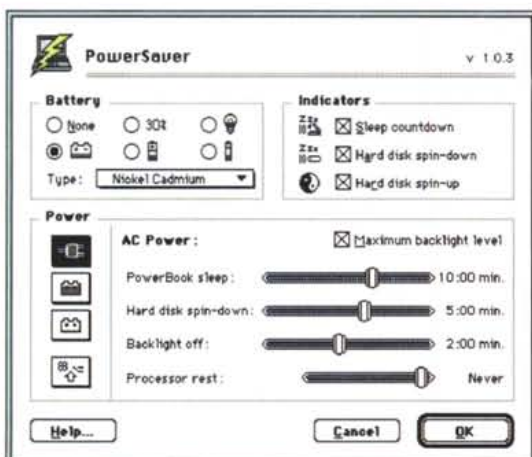 PowerSaver v 1.0.3
Battery
None 30%
Type: Nickel Cadmium
Indicators
Sleep countdown
Hard disk spin-down
Hard disk spin-up
Power
AC Power: Maximum backlight level
PowerBook sleep: 10:00 min.
Hard disk spin-down: 5:00 min.
Backlight off: 2:00 min.
Processor rest: Never
Help... Cancel OK